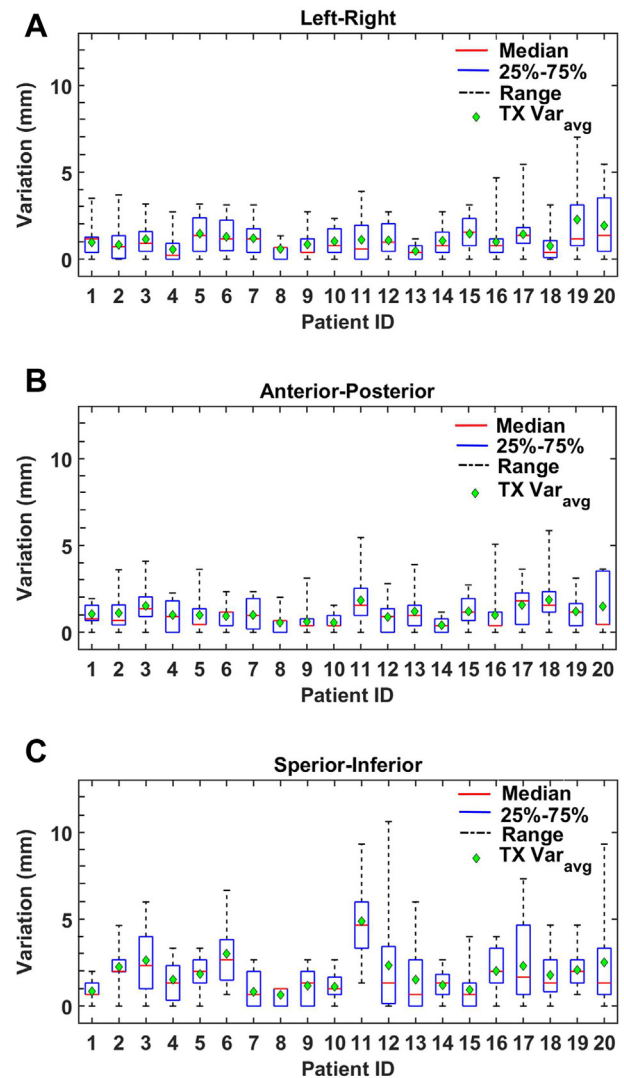 A
Left-Right
Variation (mm)
10
5
0
Median
25%-75%
Range
TX Var avg
1 2 3 4 5 6 7 8 9 10 11 12 13 14 15 16 17 18 19 20
Patient ID
B
Anterior-Posterior
Variation (mm)
10
5
0
Median
25%-75%
Range
TX Var avg
1 2 3 4 5 6 7 8 9 10 11 12 13 14 15 16 17 18 19 20
Patient ID
C
Sperior-Inferior
Variation (mm)
10
5
0
Median
25%-75%
Range
TX Var avg
1 2 3 4 5 6 7 8 9 10 11 12 13 14 15 16 17 18 19 20
Patient ID